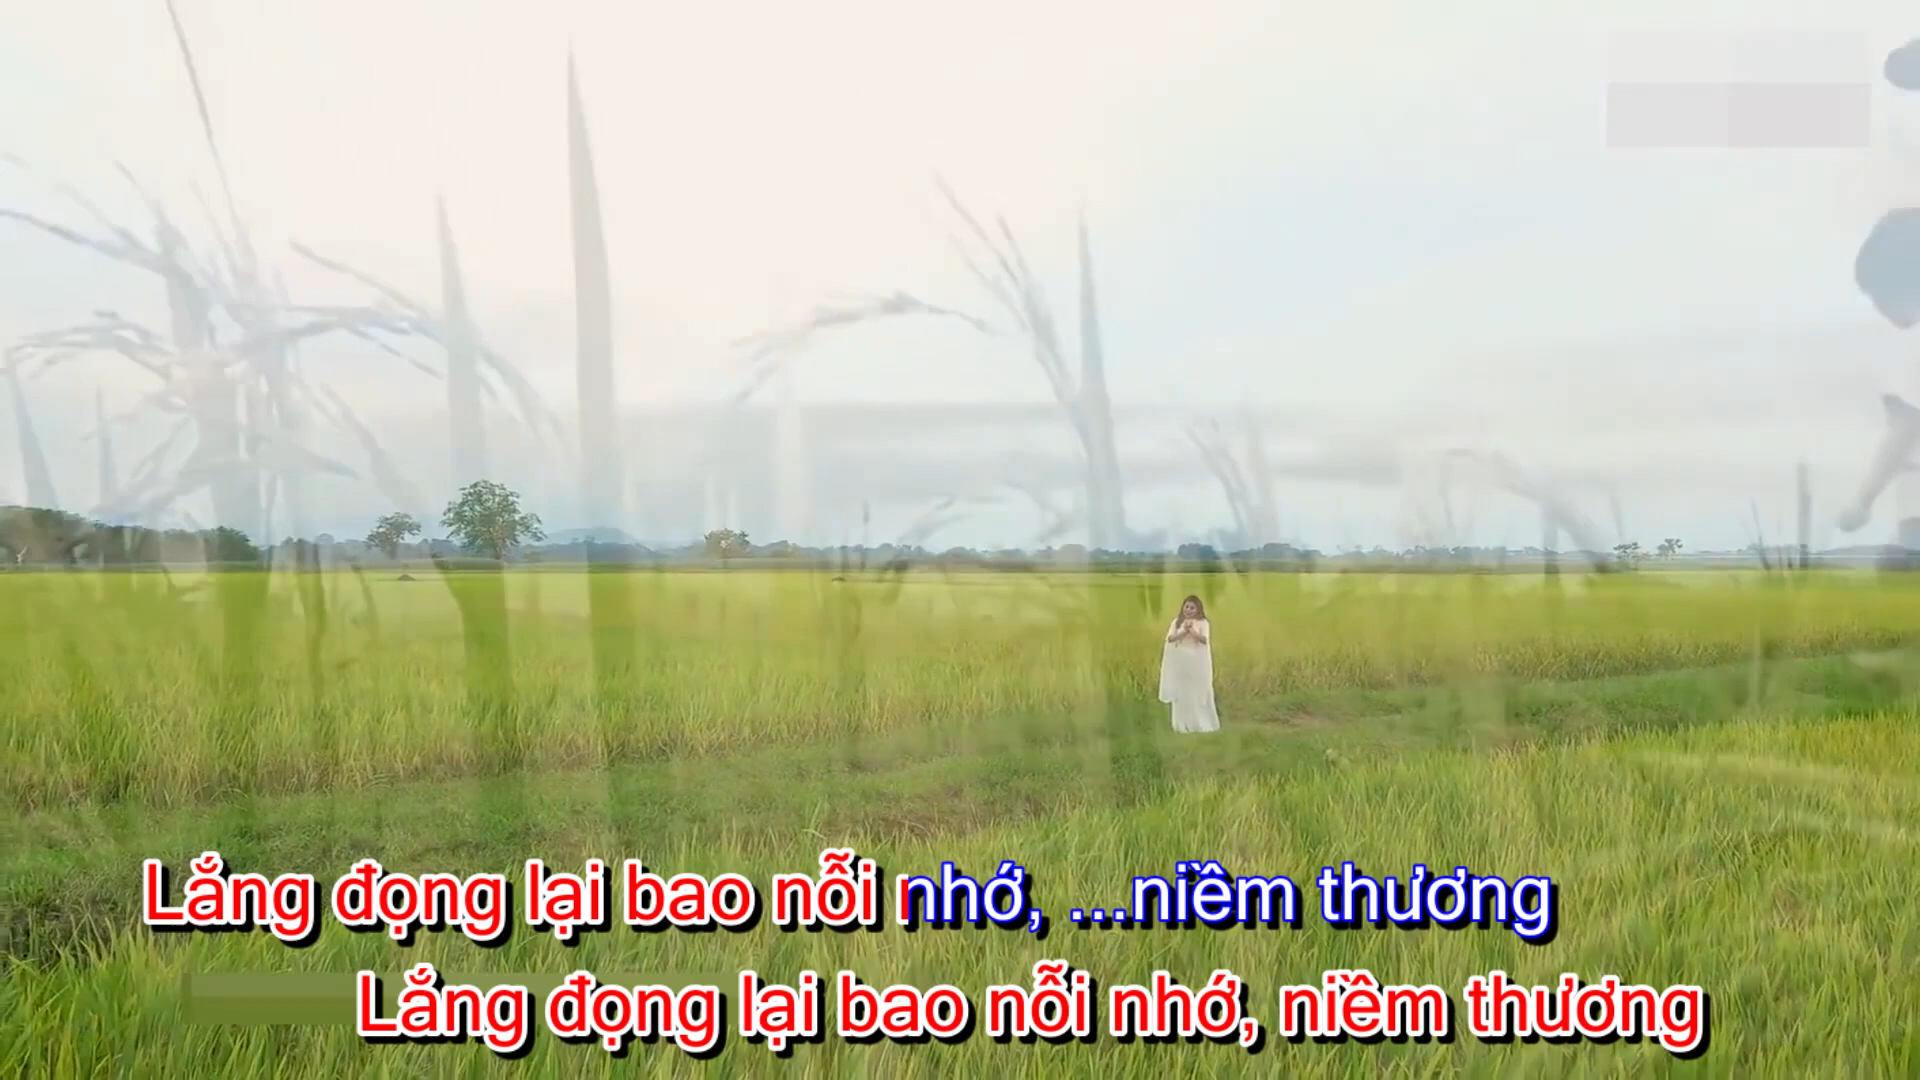 Lắng đọng lại bao nỗi nhớ, ...niềm thương
Lắng đọng lại bao nỗi nhớ, niềm thương